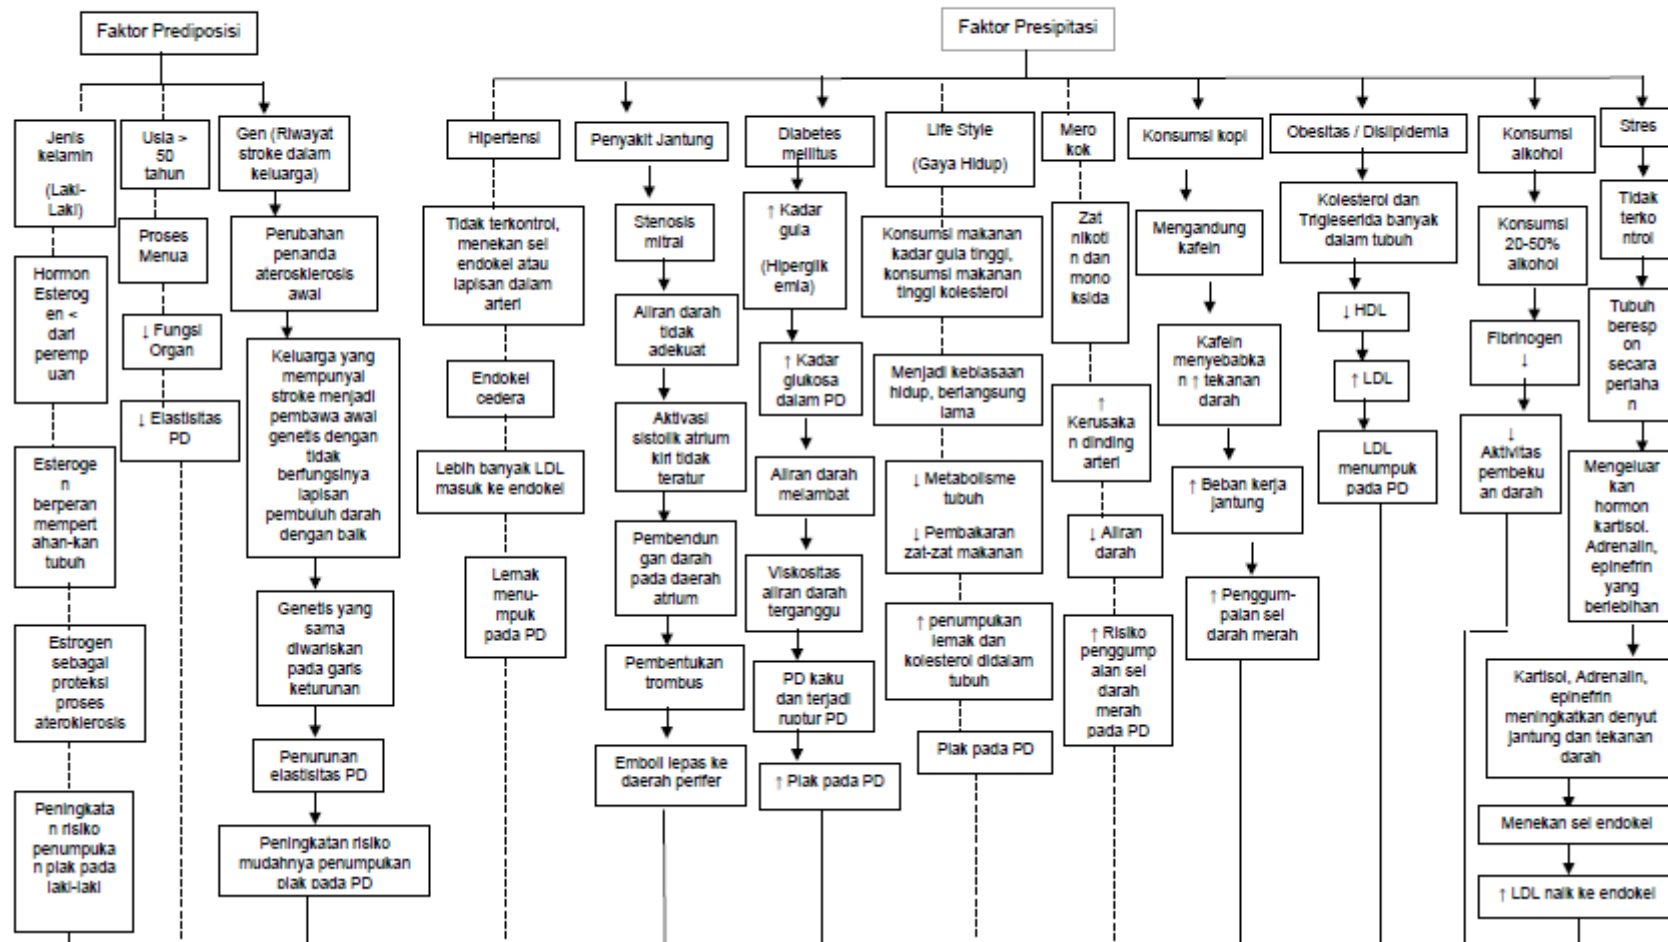 Faktor Prediposisi
Faktor Presipitasi
Jenis
kelamin
(Laki-
Laki)
Hormon
Esterog
en <
dari
peremp
uan
Esteroge
n
berperan
mempert
ahan-kan
tubuh
Estrogen
sebagai
proteksi
proses
ateroklerosis
Peningkata
n risiko
penumpuka
n plak pada
laki-laki
Usia >
50
tahun
Proses
Menua
↓ Fungsi
Organ
↓ Elastisitas
PD
Gen (Riwayat
stroke dalam
keluarga)
Perubahan
penanda
aterosklerosis
awal
Keluarga yang
mempunyai
stroke menjadi
pembawa awal
genetis dengan
tidak
berfungsinya
lapisan
pembuluh darah
dengan baik
Genetis yang
sama
diwariskan
pada garis
keturunan
Penurunan
elastisitas PD
Peningkatan risiko
mudahnya penumpukan
plak pada PD
Hipertensi
Tidak terkontrol,
menekan sel
endokel atau
lapisan dalam
arteri
Endokel
cedera
Lebih banyak LDL
masuk ke endokel
Lemak
menu-
mpuk
pada PD
Penyakit Jantung
Stenosis
mitral
Aliran darah
tidak
adekuat
Aktivasi
sistolik atrium
kiri tidak
teratur
Pembendun
gan darah
pada daerah
atrium
Pembentukan
trombus
Emboli lepas ke
daerah perifer
Diabetes
mellitus
↑ Kadar
gula
(Hiperglik
emia)
↑ Kadar
glukosa
dalam PD
Aliran darah
melambat
Viskositas
aliran darah
terganggu
PD kaku
dan terjadi
ruptur PD
↑ Plak pada PD
Life Style
(Gaya Hidup)
Konsumsi makanan
kadar gula tinggi,
konsumsi makanan
tinggi kolesterol
Menjadi kebiasaan
hidup, berlangsung
lama
↓ Metabolisme
tubuh
↓ Pembakaran
zat-zat makanan
↑ penumpukan
lemak dan
kolesterol didalam
tubuh
Plak pada PD
Mero
kok
Zat
nikoti
n dan
mono
ksida
↑
Kerusaka
n dinding
arteri
↓ Aliran
darah
↑ Risiko
penggump
alan sel
darah
merah
pada PD
Konsumsi kopi
Mengandung
kafein
Kafein
menyebabka
n ↑ tekanan
darah
↑ Beban kerja
jantung
↑ Penggum-
palan sel
darah merah
Obesitas / Disiipidemia
Kolesterol dan
Trigieserida banyak
dalam tubuh
↓ HDL
↑ LDL
LDL
menumpuk
pada PD
Konsumsi
alkohol
Konsumsi
20-50%
alkohol
Fibrinogen
↓
↓
Aktivitas
pembeku
an darah
Stres
Tidak
terko
ntrol
Tubuh
beresp
on
secara
perlaha
n
Mengeluar
kan
hormon
kartisol.
Adrenalin,
epinefrin
yang
berlebihan
Kartisol, Adrenalin,
epinefrin
meningkatkan denyut
jantung dan tekanan
darah
Menekan sel endokel
↑ LDL naik ke endokel